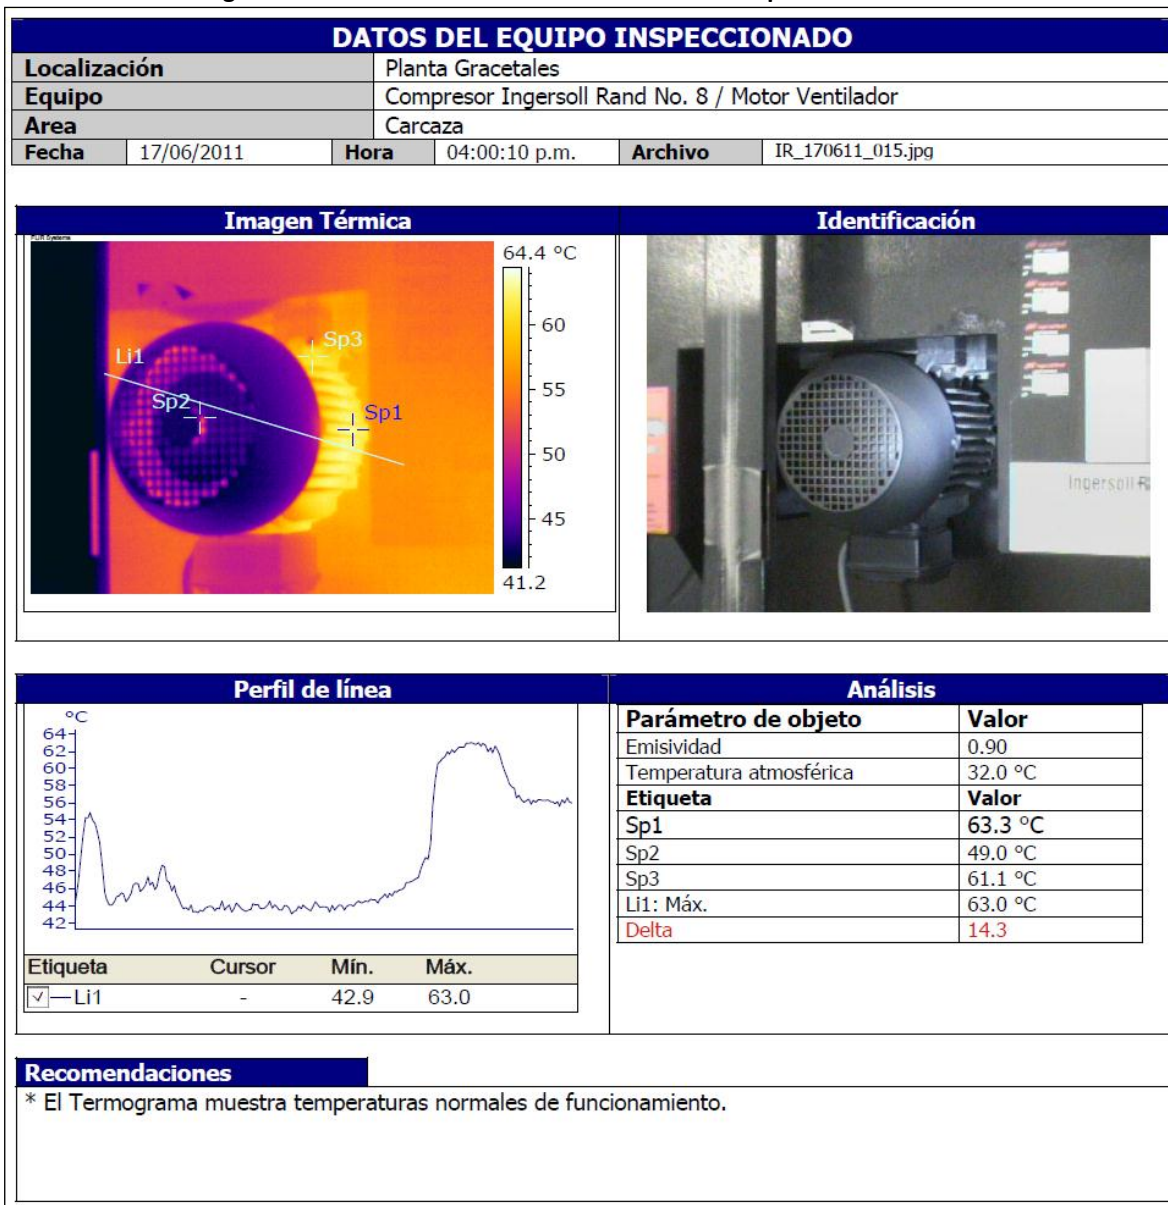 DATOS DEL EQUIPO INSPECCIONADO
Localización Planta Gracetales
Equipo Compresor Ingersoll Rand No. 8 / Motor Ventilador
Area Carcaza
Fecha 17/06/2011 Hora 04:00:10 p.m. Archivo IR_170611_015.jpg
Imagen Térmica Identificación
FLIR Systems
64.4 °C
60
55
50
45
41.2
Li1
Sp3
Sp2
Sp1
Ingersoll R
Perfil de línea Análisis
°C
64
62
60
58
56
54
52
50
48
46
44
42
Etiqueta Cursor Mín. Máx.
Li1 - 42.9 63.0
Parámetro de objeto Valor
Emisividad 0.90
Temperatura atmosférica 32.0 °C
Etiqueta Valor
Sp1 63.3 °C
Sp2 49.0 °C
Sp3 61.1 °C
Li1: Máx. 63.0 °C
Delta 14.3
Recomendaciones
* El Termograma muestra temperaturas normales de funcionamiento.